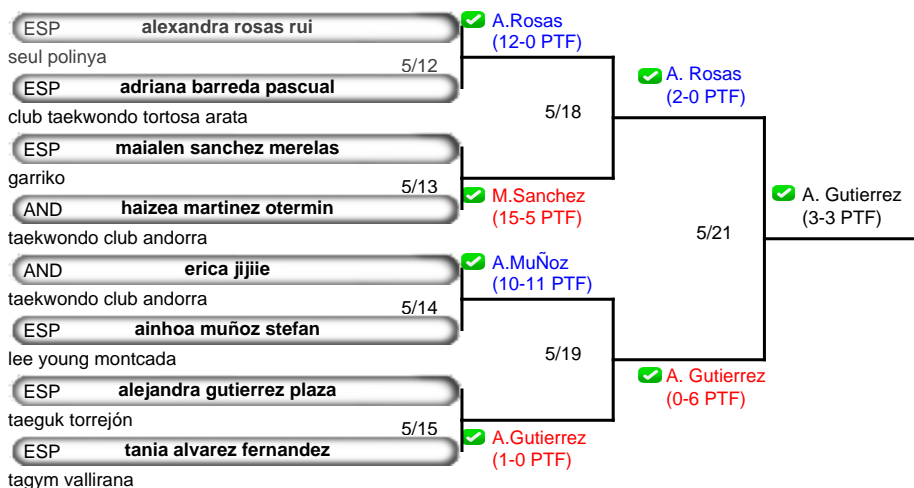 ESP alexandra rosas rui
seul polinya
5/12
ESP adriana barreda pascual
club taekwondo tortosa arata
ESP maialen sanchez merelas
garriko
5/13
AND haizea martinez otermin
taekwondo club andorra
AND erica jijiie
taekwondo club andorra
5/14
ESP ainhoa muñoz stefan
lee young montcada
ESP alejandra gutierrez plaza
taeguk torrejón
5/15
ESP tania alvarez fernandez
tagym vallirana
A.Rosas
(12-0 PTF)
5/18
M.Sanchez
(15-5 PTF)
A.MuÑoz
(10-11 PTF)
5/19
A.Gutierrez
(1-0 PTF)
A. Rosas
(2-0 PTF)
5/21
A. Gutierrez
(0-6 PTF)
A. Gutierrez
(3-3 PTF)